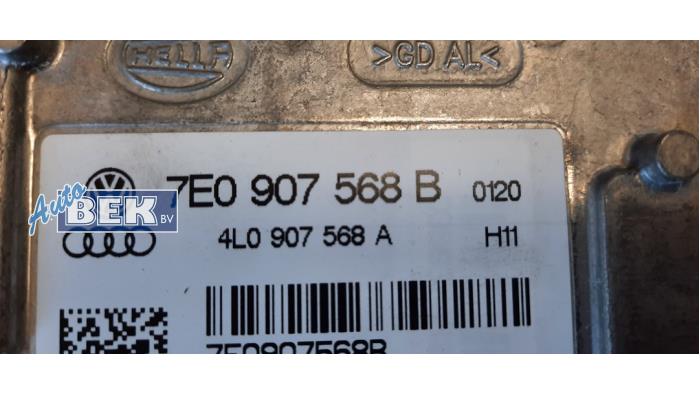 HELLA
>GD AL<
7E0 907 568 B 0120
Auto
BEK BV
4L0 907 568 A H11
7E0907568B